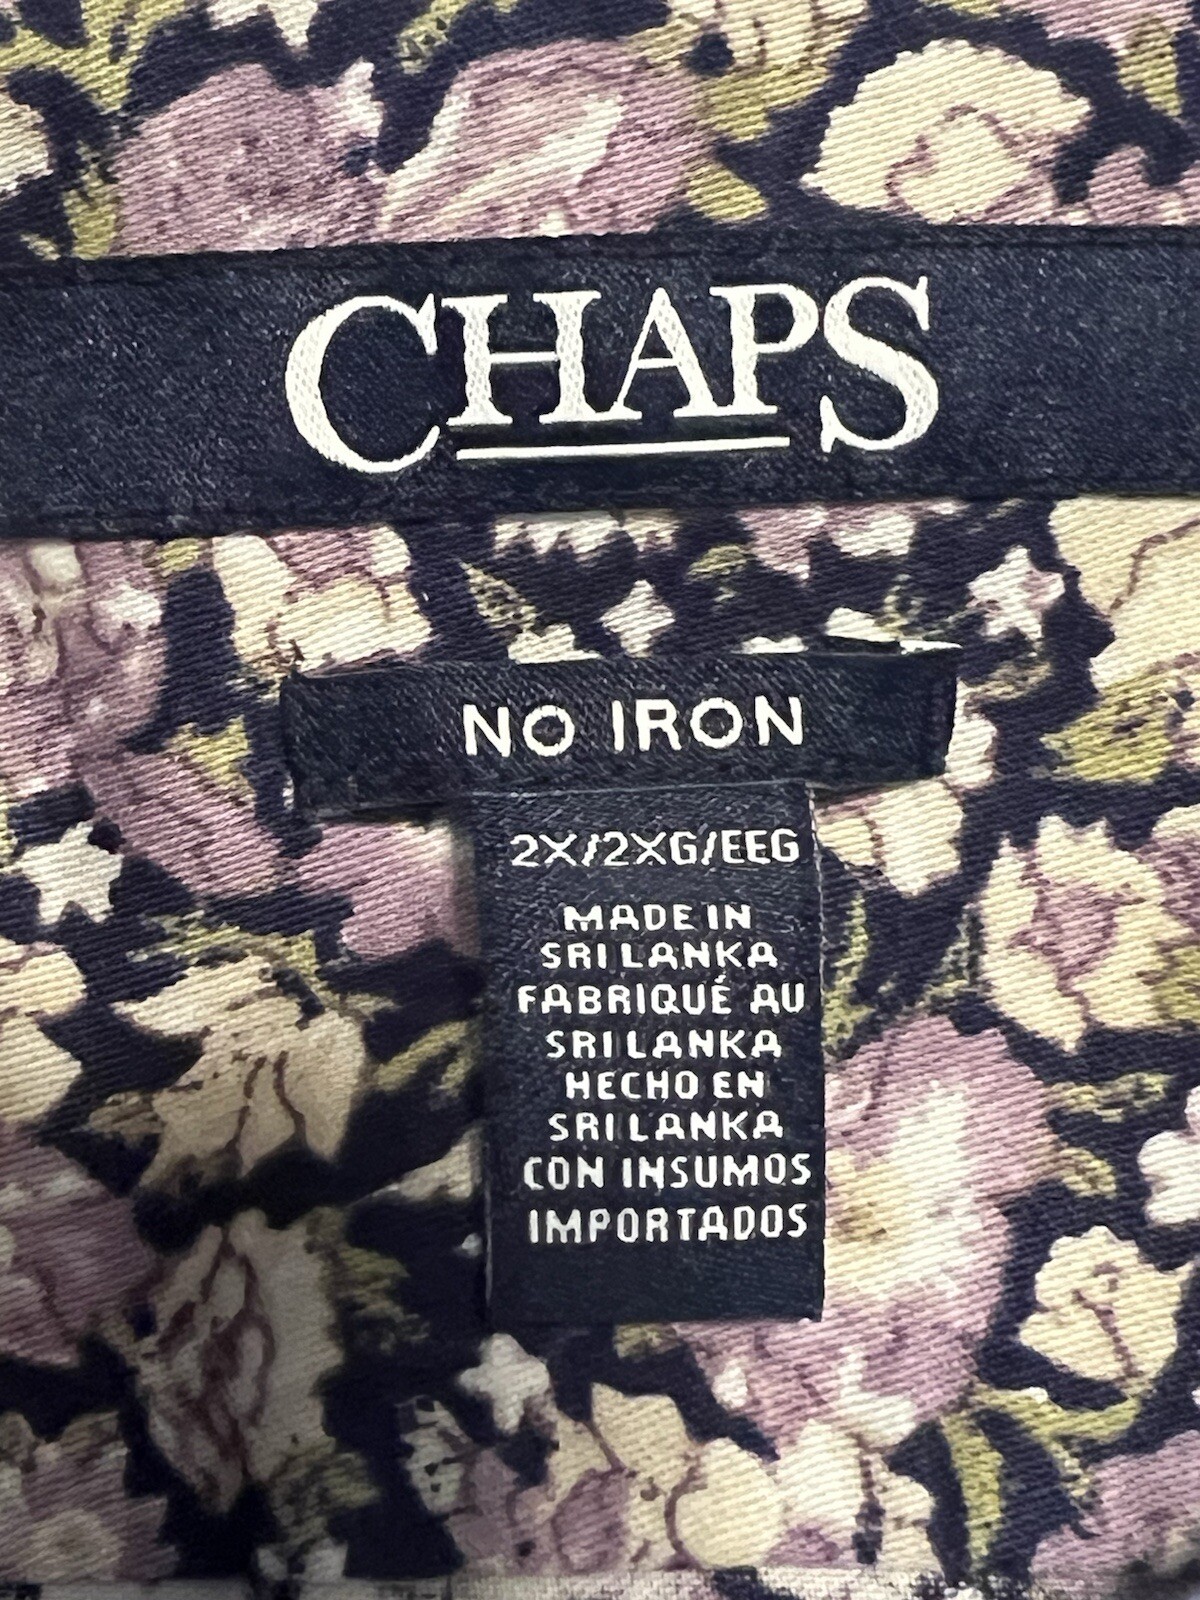 CHAPS
NO IRON
2X/2XG/EEG
MADE IN
SRI LANKA
FABRIQUÉ AU
SRI LANKA
HECHO EN
SRI LANKA
CON INSUMOS
IMPORTADOS